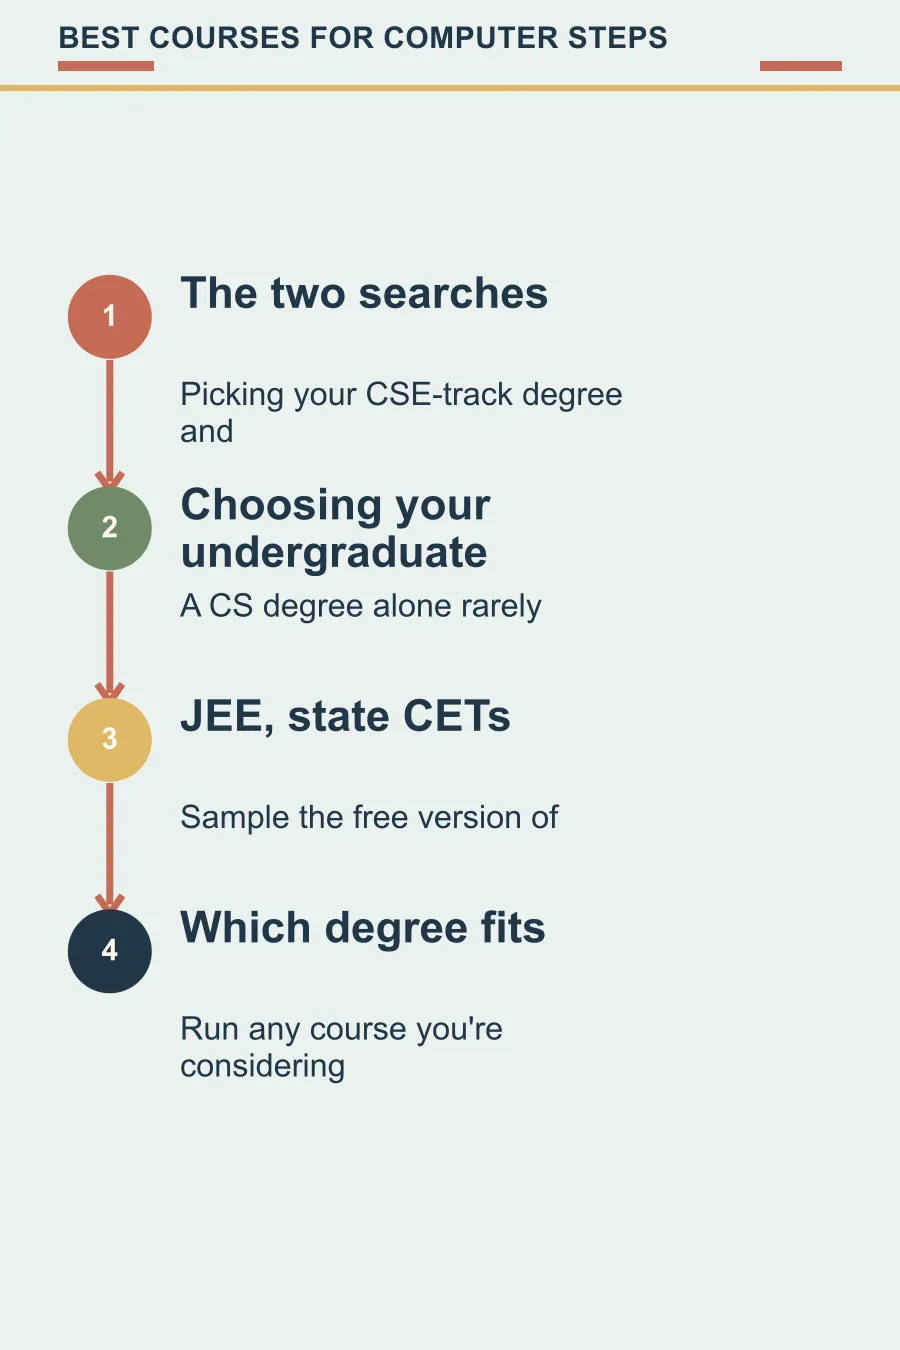 BEST COURSES FOR COMPUTER STEPS
1
The two searches
Picking your CSE-track degree
and
2
Choosing your
undergraduate
A CS degree alone rarely
3
JEE, state CETs
Sample the free version of
4
Which degree fits
Run any course you're
considering